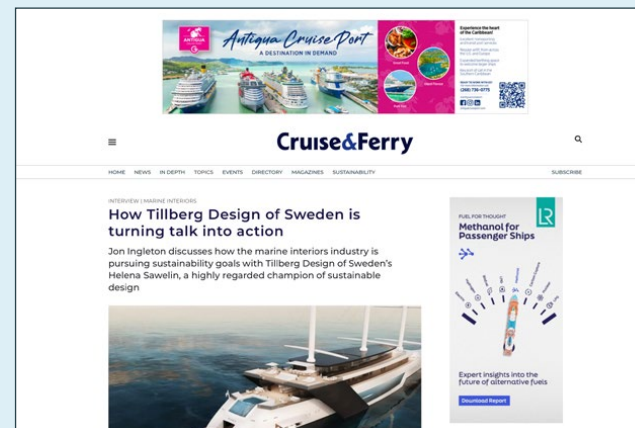 ANTIGUA
Antigua Cruise Port
A DESTINATION IN DEMAND
Experience the heart
of the Caribbean!
(268) 736-0775
Cruise&Ferry
HOME NEWS IN DEPTH TOPICS EVENTS DIRECTORY MAGAZINES SUSTAINABILITY SUBSCRIBE
INTERVIEW | MARINE INTERIORS
How Tillberg Design of Sweden is
turning talk into action
Jon Ingleton discusses how the marine interiors industry is
pursuing sustainability goals with Tillberg Design of Sweden's
Helena Sawelin, a highly regarded champion of sustainable
design
FUEL FOR THOUGHT
LR
Methanol for
Passenger Ships
Expert insights into the
future of alternative fuels
Download Report